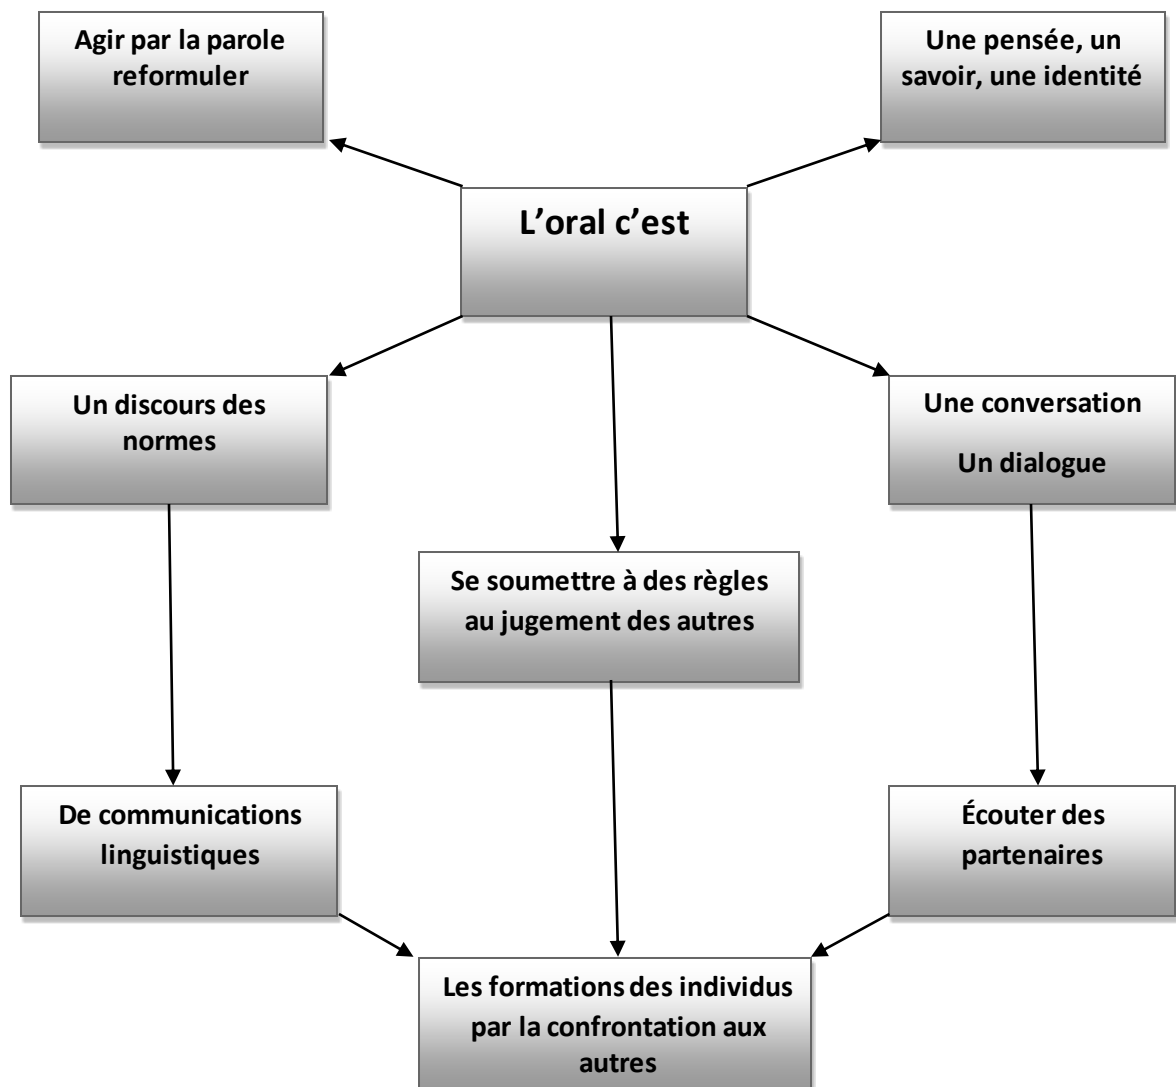 Agir par la parole
reformuler
Une pensée, un
savoir, une identité
L’oral c’est
Un discours des
normes
Une conversation
Un dialogue
Se soumettre à des règles
au jugement des autres
De communications
linguistiques
Écouter des
partenaires
Les formations des individus
par la confrontation aux
autres